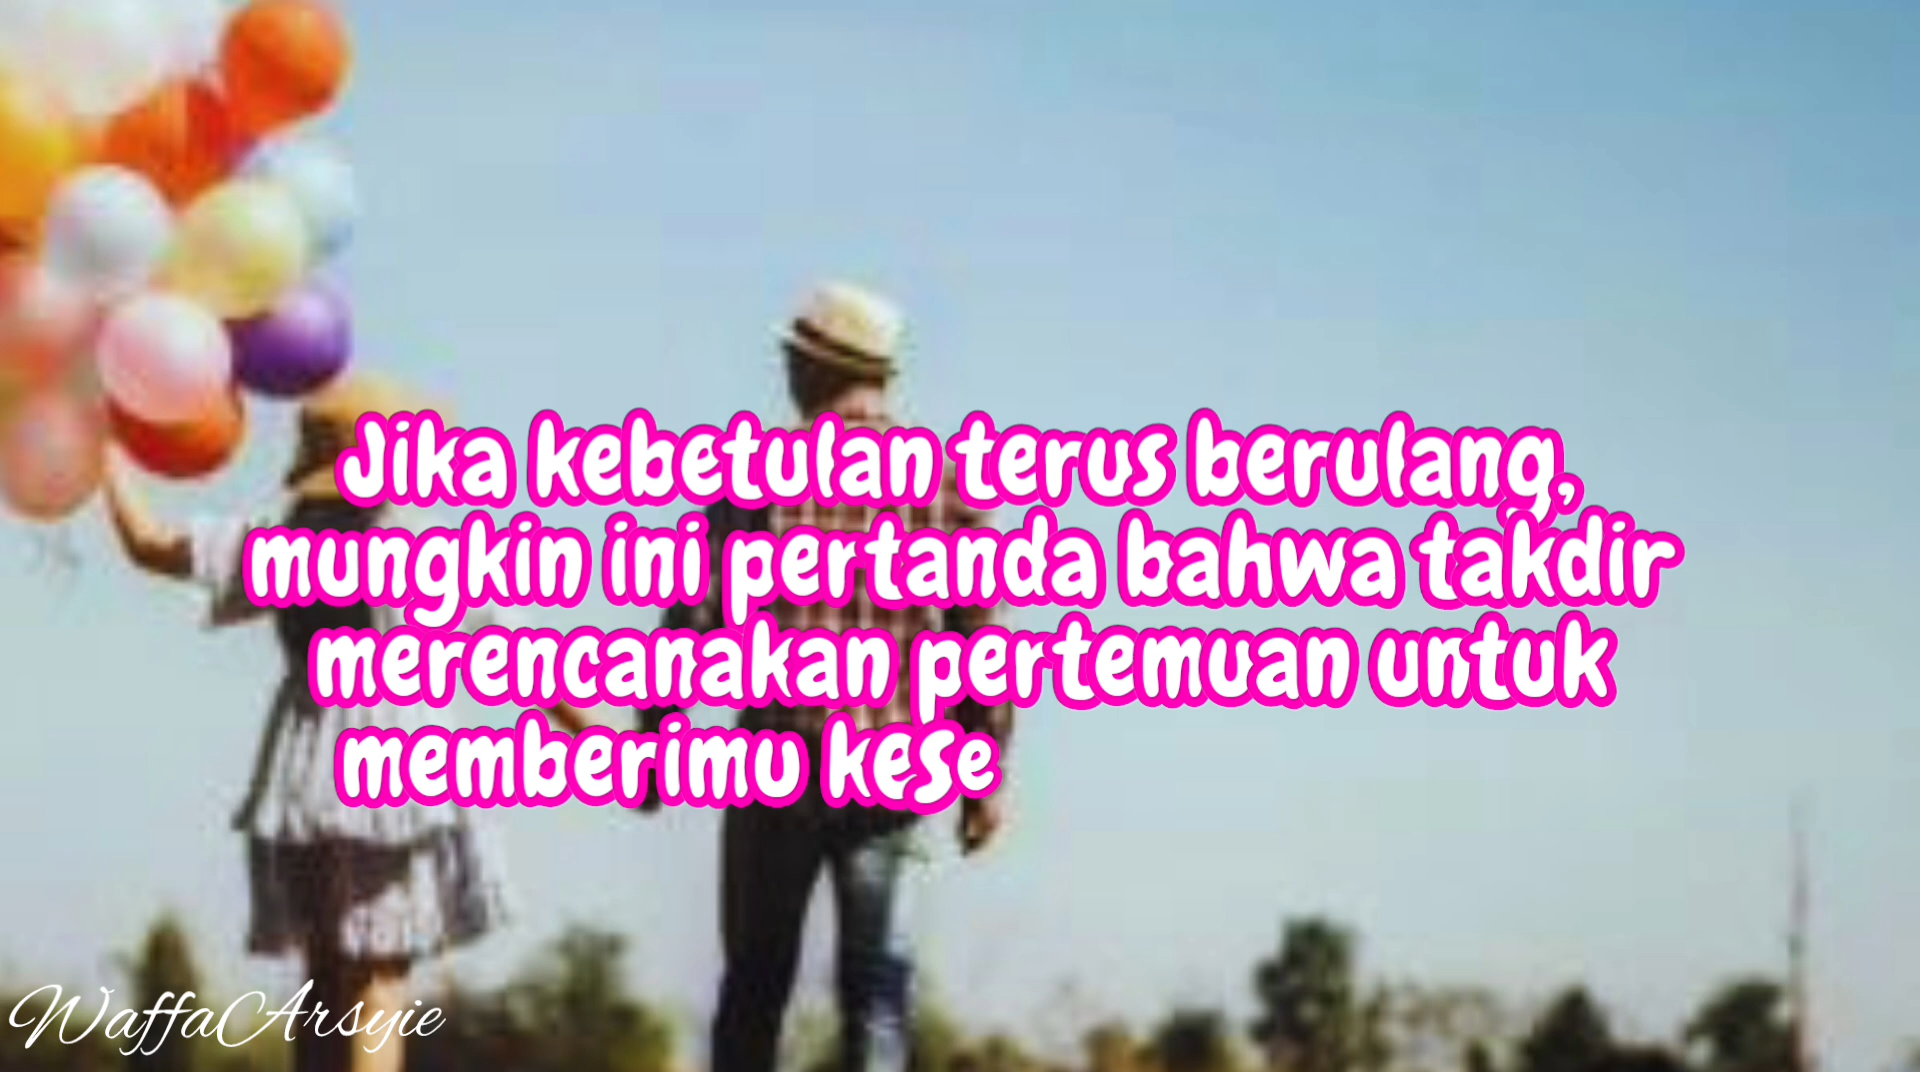 Jika kebetulan terus berulang,
mungkin ini pertanda bahwa takdir
merencanakan pertemuan untuk
memberimu kese
WaffaArsyie